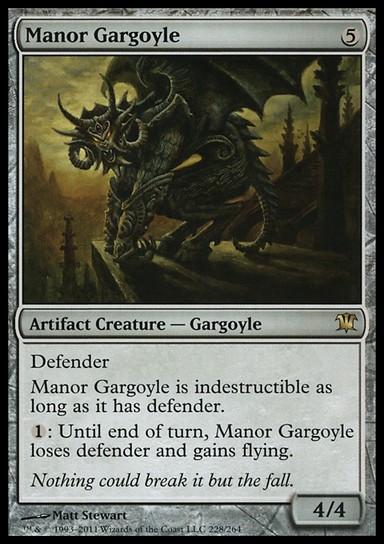 Manor Gargoyle 5
Artifact Creature — Gargoyle
Defender
Manor Gargoyle is indestructible as
long as it has defender.
1: Until end of turn, Manor Gargoyle
loses defender and gains flying.
Nothing could break it but the fall.
Matt Stewart
™ & © 1993–2011 Wizards of the Coast LLC 228/264
4/4